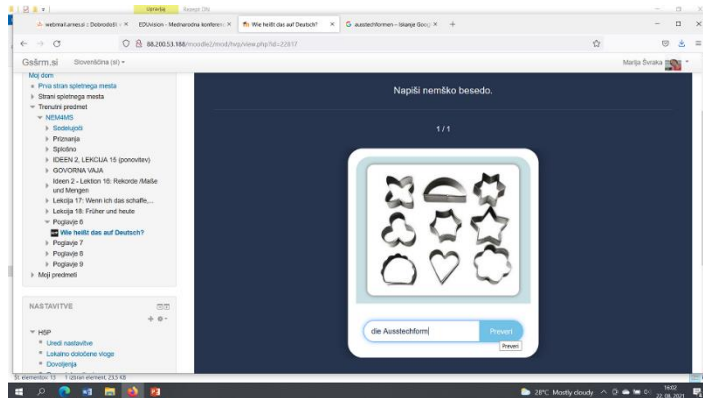 webmail.arnes.si :: Dobrodošli
EDUvision - Mednarodna konferenc
Wie heißt das auf Deutsch?
ausstechformen - Iskanje Goog
88.200.53.188/moodle2/mod/hvp/view.php?id=22817
Gsšrm.si
Slovenščina (sl)
Marija Švraka
Moj dom
Prva stran spletnega mesta
Strani spletnega mesta
Trenutni predmet
NEM4MS
Sodelujoči
Priznanja
Splošno
IDEEN 2, LEKCIJA 15 (ponovitev)
GOVORNA VAJA
Ideen 2 - Lektion 16: Rekorde /Maße
und Mengen
Lekcija 17: Wenn ich das schaffe,...
Lekcija 18: Früher und heute
Poglavje 6
Wie heißt das auf Deutsch?
Poglavje 7
Poglavje 8
Poglavje 9
Moji predmeti
NASTAVITVE
H5P
Uredi nastavitve
Lokalno določene vloge
Dovoljenja
Napiši nemško besedo.
1 / 1
die Ausstechform
Preveri
Preveri
28°C Mostly cloudy
16:02
22. 08. 2021